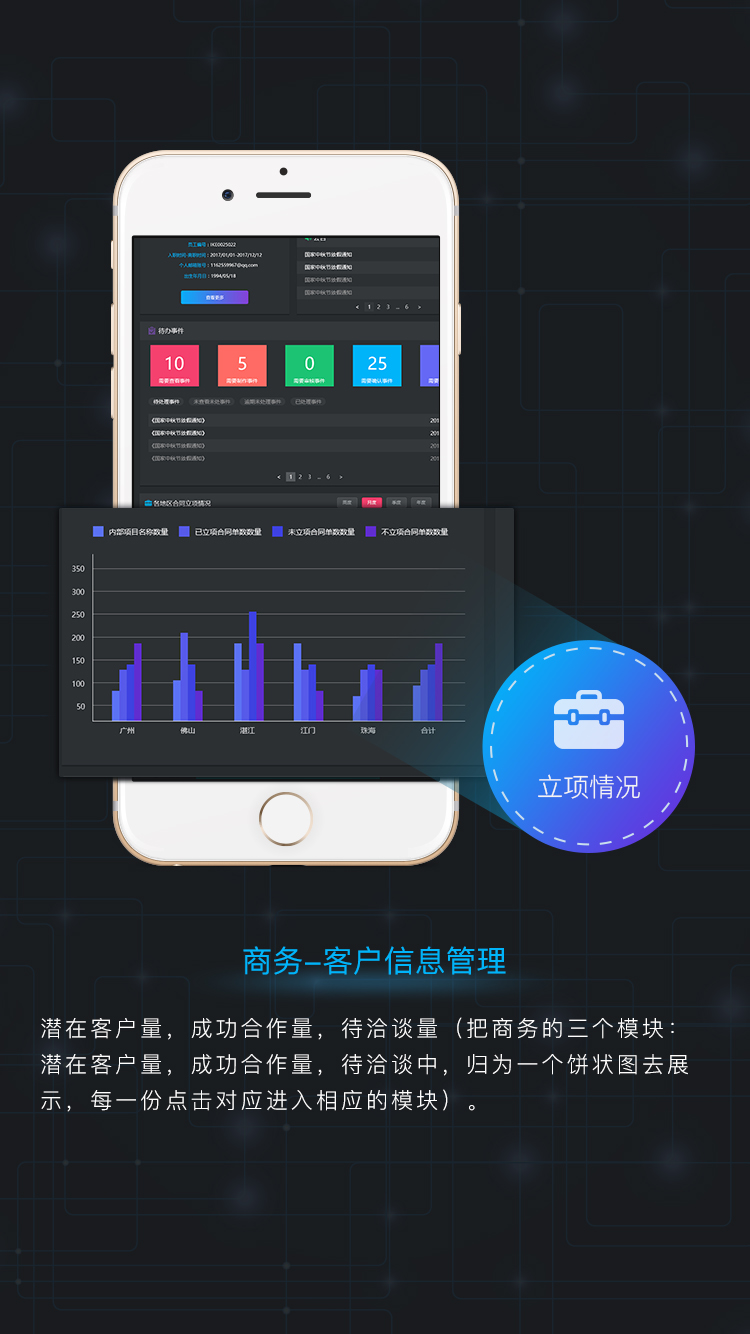 员工编号：IK00025022
公告
入职时间-离职时间：2017/01/01-2017/12/12
国家中秋节放假通知
个人邮箱账号：1162559967@qq.com
国家中秋节放假通知
出生年月日：1994/05/18
国家中秋节放假通知
查看更多
国家中秋节放假通知
< 1 2 3 ... 6 >
待办事件
10 5 0 25
需要查看事件 需要制作事件 需要审核事件 需要确认事件 需要
待处理事件 未查看未处事件 逾期未处理事件 已处理事件
《国家中秋节放假通知》 201
《国家中秋节放假通知》 201
《国家中秋节放假通知》 201
《国家中秋节放假通知》 201
< 1 2 3 ... 6 >
各地区合同立项情况 周度 月度 季度 年度
内部项目名称数量 已立项合同单数数量 未立项合同单数数量 不立项合同单数数量
350
300
250
200
150
100
50
广州 佛山 湛江 江门 珠海 合计
立项情况
商务–客户信息管理
潜在客户量，成功合作量，待洽谈量（把商务的三个模块：
潜在客户量，成功合作量，待洽谈中，归为一个饼状图去展
示，每一份点击对应进入相应的模块）。